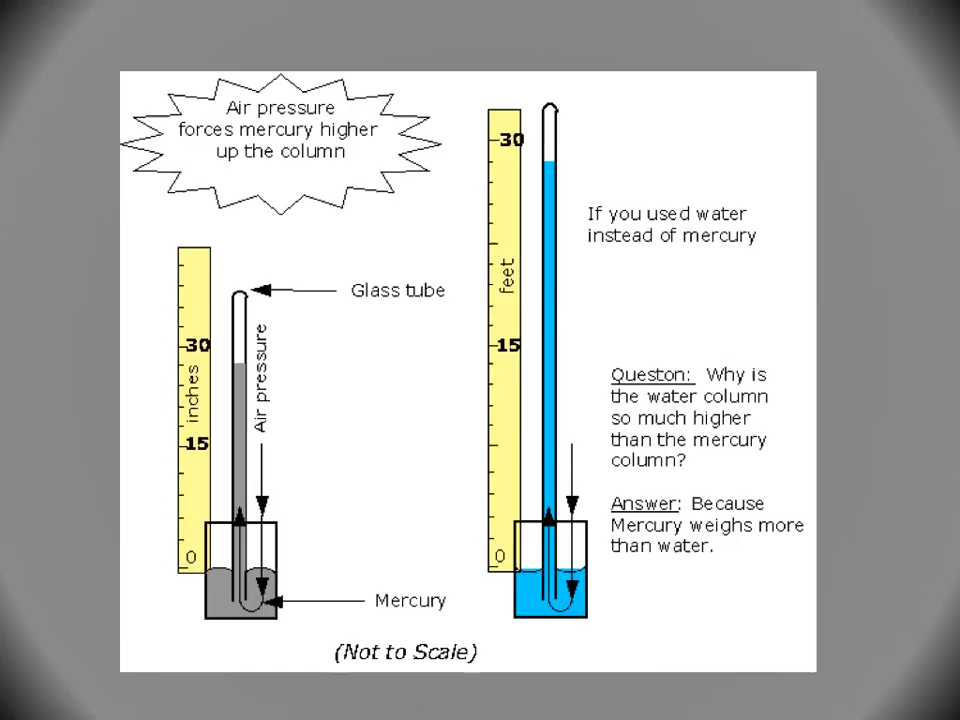 Air pressure
forces mercury higher
up the column
30
If you used water
instead of mercury
feet
Glass tube
Air pressure
30
inches
15
15
Queston: Why is
the water column
so much higher
than the mercury
column?
Answer: Because
Mercury weighs more
than water.
0
0
Mercury
(Not to Scale)